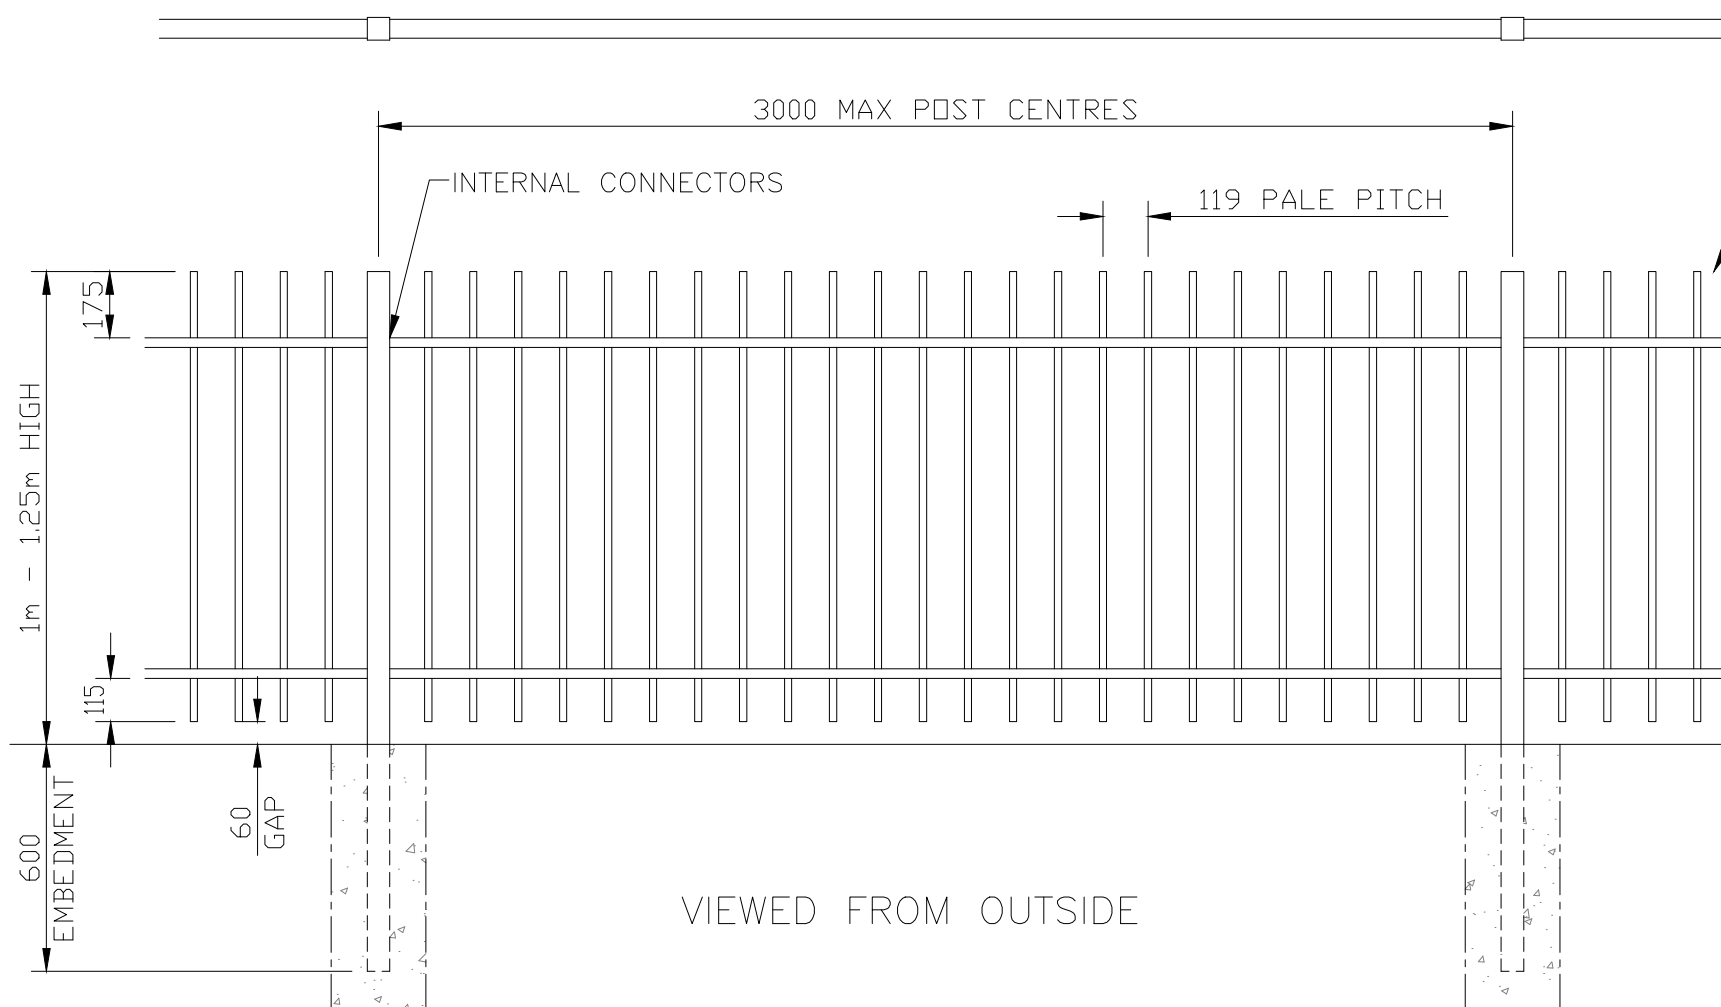 3000 MAX POST CENTRES
INTERNAL CONNECTORS
119 PALE PITCH
175
1m - 1.25m HIGH
115
60
GAP
600
EMBEDMENT
VIEWED FROM OUTSIDE